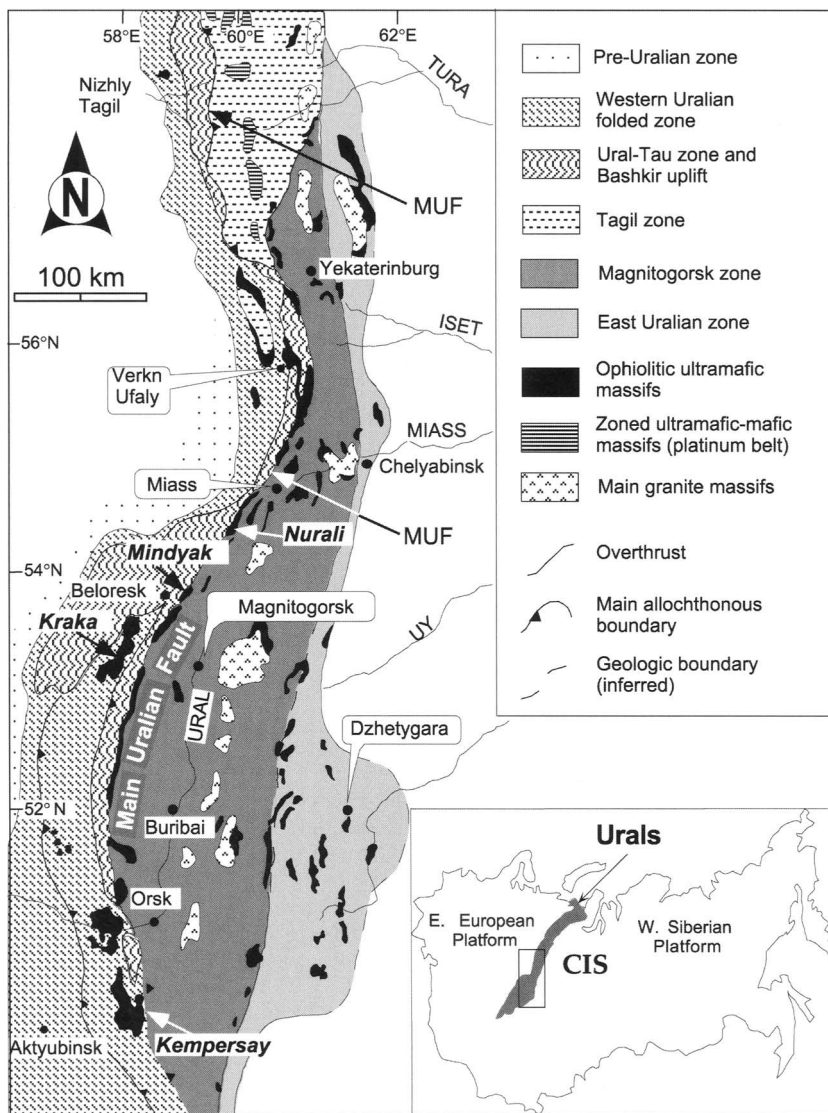 58°E
60°E
62°E
Nizhly
Tagil
TURA
N
MUF
100 km
Yekaterinburg
56°N
ISET
Verkn
Ufaly
MIASS
Chelyabinsk
Miass
Nurali
MUF
Mindyak
54°N
Beloresk
Magnitogorsk
Kraka
UY
Main Uralian Fault
URAL
Dzhetygara
52° N
Buribai
Orsk
Aktyubinsk
Kempersay
Pre-Uralian zone
Western Uralian
folded zone
Ural-Tau zone and
Bashkir uplift
Tagil zone
Magnitogorsk zone
East Uralian zone
Ophiolitic ultramafic
massifs
Zoned ultramafic-mafic
massifs (platinum belt)
Main granite massifs
Overthrust
Main allochthonous
boundary
Geologic boundary
(inferred)
Urals
E. European
Platform
W. Siberian
Platform
CIS